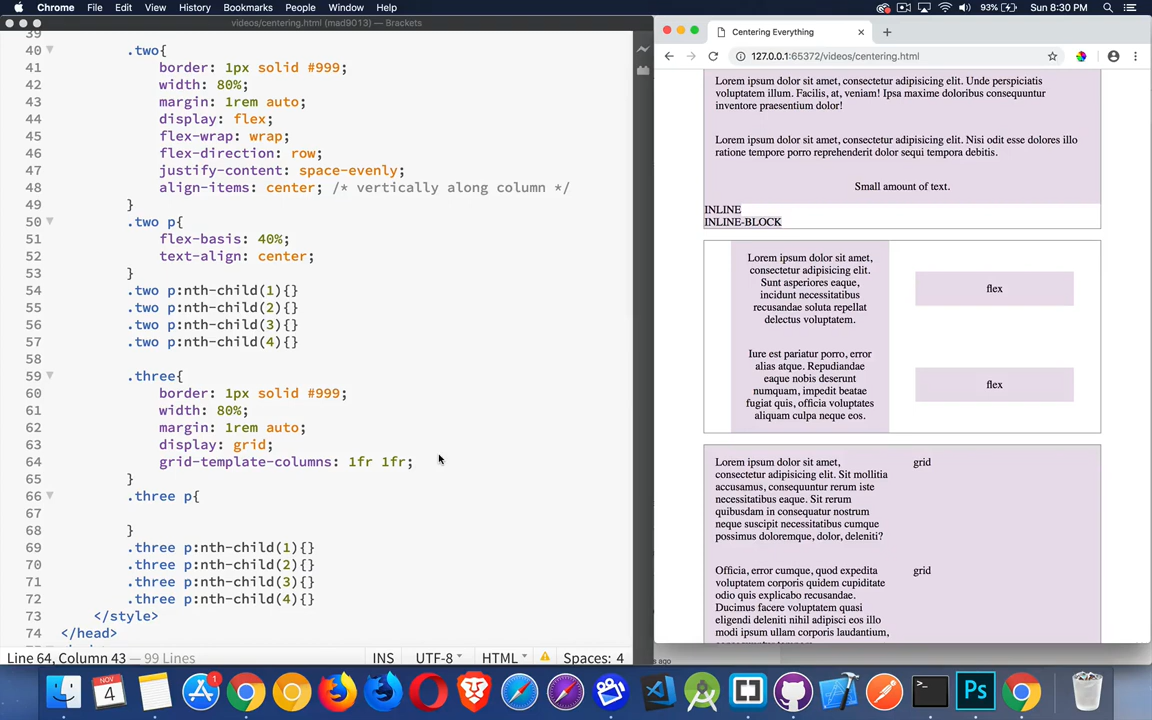 Chrome File Edit View History Bookmarks People Window Help 93% Sun 8:30 PM
videos/centering.html (mad9013) — Brackets
39
40 .two{
41 border: 1px solid #999;
42 width: 80%;
43 margin: 1rem auto;
44 display: flex;
45 flex-wrap: wrap;
46 flex-direction: row;
47 justify-content: space-evenly;
48 align-items: center; /* vertically along column */
49 }
50 .two p{
51 flex-basis: 40%;
52 text-align: center;
53 }
54 .two p:nth-child(1){}
55 .two p:nth-child(2){}
56 .two p:nth-child(3){}
57 .two p:nth-child(4){}
58
59 .three{
60 border: 1px solid #999;
61 width: 80%;
62 margin: 1rem auto;
63 display: grid;
64 grid-template-columns: 1fr 1fr;
65 }
66 .three p{
67
68 }
69 .three p:nth-child(1){}
70 .three p:nth-child(2){}
71 .three p:nth-child(3){}
72 .three p:nth-child(4){}
73 </style>
74 </head>
Line 64, Column 43 — 99 Lines INS UTF-8 HTML Spaces: 4
Centering Everything
127.0.0.1:65372/videos/centering.html
Lorem ipsum dolor sit amet, consectetur adipisicing elit. Unde perspiciatis
voluptatem illum. Facilis, at, veniam! Ipsa maxime doloribus consequuntur
inventore praesentium dolor!
Lorem ipsum dolor sit amet, consectetur adipisicing elit. Nisi odit esse dolores illo
ratione tempore porro reprehenderit dolor sequi tempora debitis.
Small amount of text.
INLINE
INLINE-BLOCK
Lorem ipsum dolor sit amet,
consectetur adipisicing elit.
Sunt asperiores eaque,
incidunt necessitatibus
recusandae soluta repellat
delectus voluptatem.
flex
Iure est pariatur porro, error
alias atque. Repudiandae
eaque nobis deserunt
numquam, impedit beatae
fugiat quis, officia voluptates
aliquam culpa neque eos.
flex
Lorem ipsum dolor sit amet,
consectetur adipisicing elit. Sit mollitia
accusamus, consequuntur rerum iste
necessitatibus eaque. Sit rerum
quibusdam in consequatur nostrum
neque suscipit necessitatibus cumque
possimus doloremque, dolor, deleniti?
grid
Officia, error cumque, quod expedita
voluptatem corporis quidem cupiditate
odio quis explicabo recusandae.
Ducimus facere voluptatum quasi
eligendi deleniti nihil adipisci eos illo
modi ipsum ullam corporis laudantium,
grid
s ago
NOV
4
1
Ps